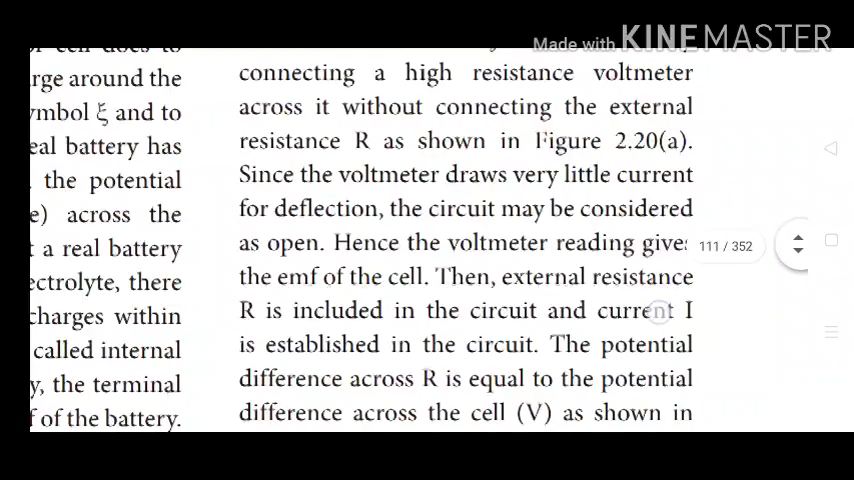 Made with KINEMASTER
arge around the
ymbol ξ and to
eal battery has
the potential
e) across the
t a real battery
ectrolyte, there
charges within
called internal
y, the terminal
f of the battery.
connecting a high resistance voltmeter
across it without connecting the external
resistance R as shown in Figure 2.20(a).
Since the voltmeter draws very little current
for deflection, the circuit may be considered
as open. Hence the voltmeter reading gives
the emf of the cell. Then, external resistance
R is included in the circuit and current I
is established in the circuit. The potential
difference across R is equal to the potential
difference across the cell (V) as shown in
111 / 352